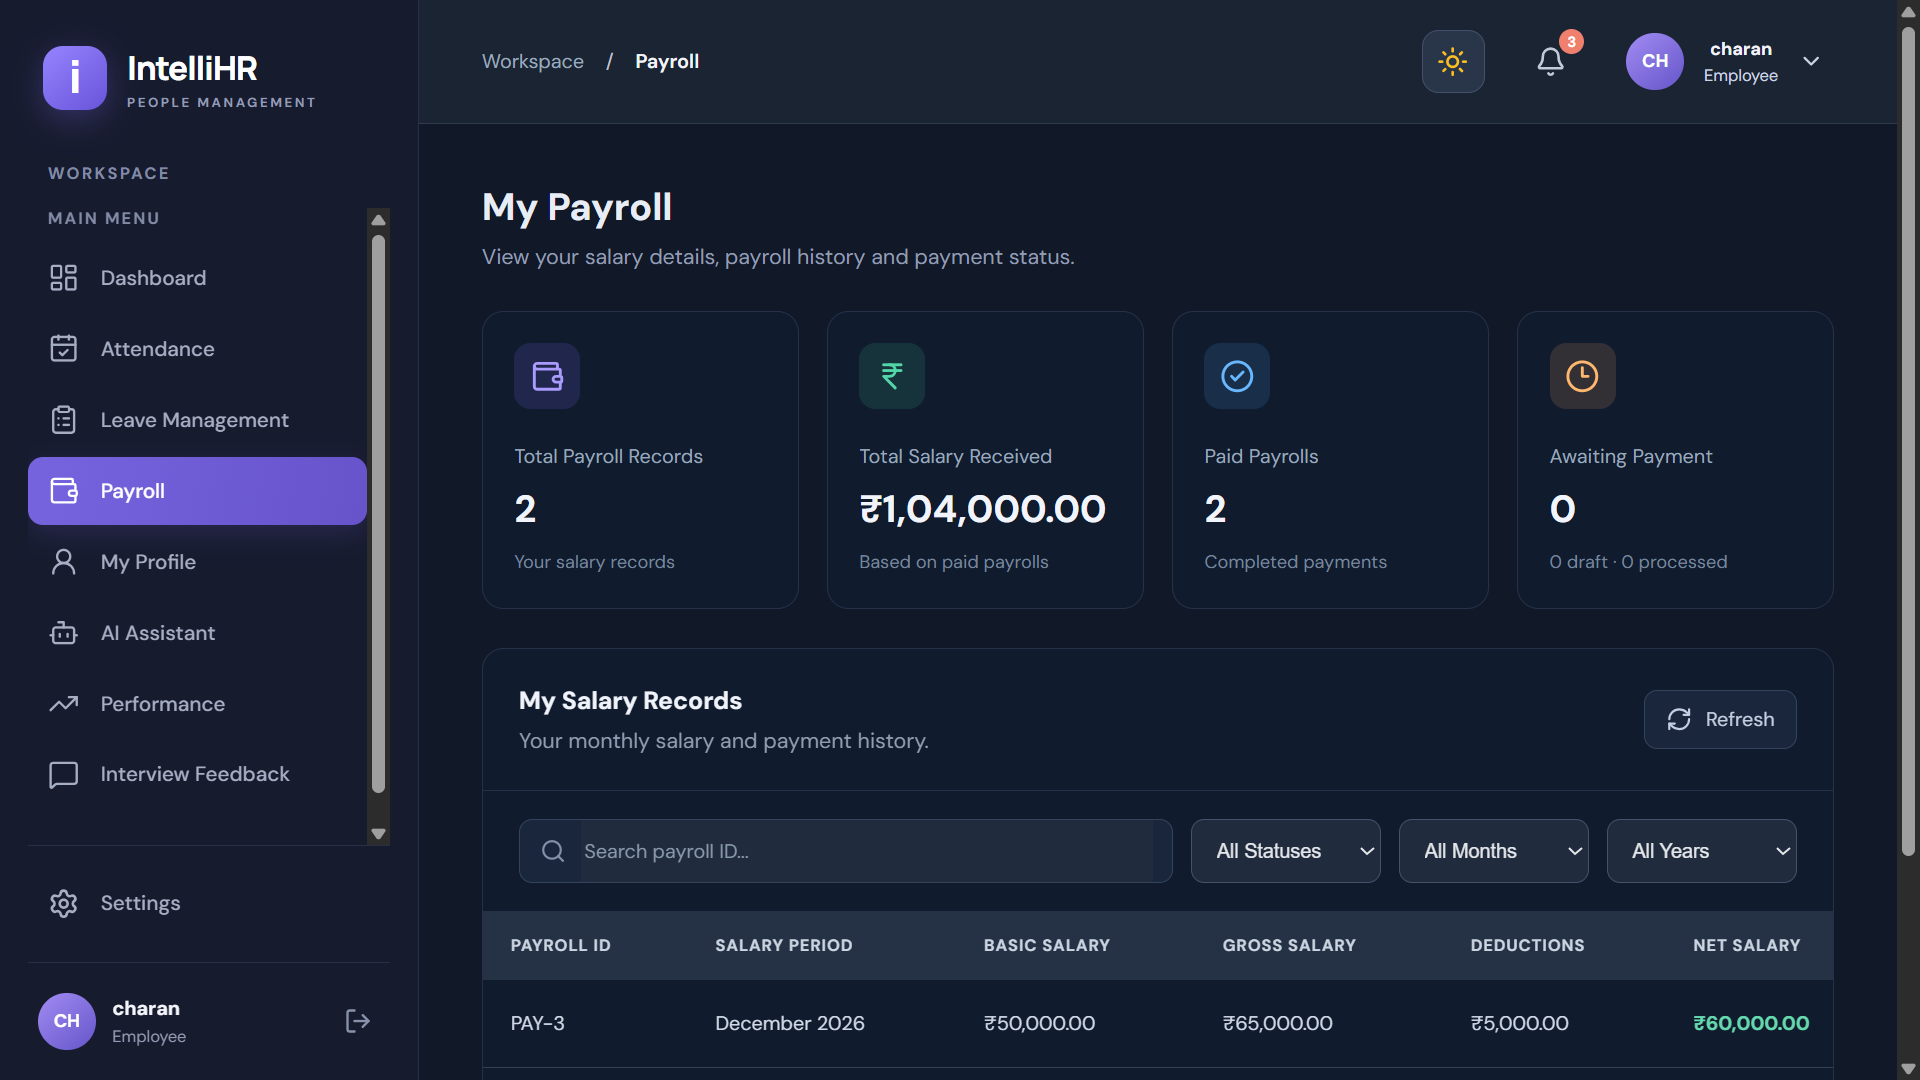 i
IntelliHR
PEOPLE MANAGEMENT
WORKSPACE
MAIN MENU
Dashboard
Attendance
Leave Management
Payroll
My Profile
AI Assistant
Performance
Interview Feedback
Settings
CH
charan
Employee
Workspace / Payroll
3
CH
charan
Employee
My Payroll
View your salary details, payroll history and payment status.
Total Payroll Records
2
Your salary records
₹
Total Salary Received
₹1,04,000.00
Based on paid payrolls
Paid Payrolls
2
Completed payments
Awaiting Payment
0
0 draft · 0 processed
My Salary Records
Your monthly salary and payment history.
Refresh
Search payroll ID...
All Statuses
All Months
All Years
PAYROLL ID SALARY PERIOD BASIC SALARY GROSS SALARY DEDUCTIONS NET SALARY
PAY-3 December 2026 ₹50,000.00 ₹65,000.00 ₹5,000.00 ₹60,000.00